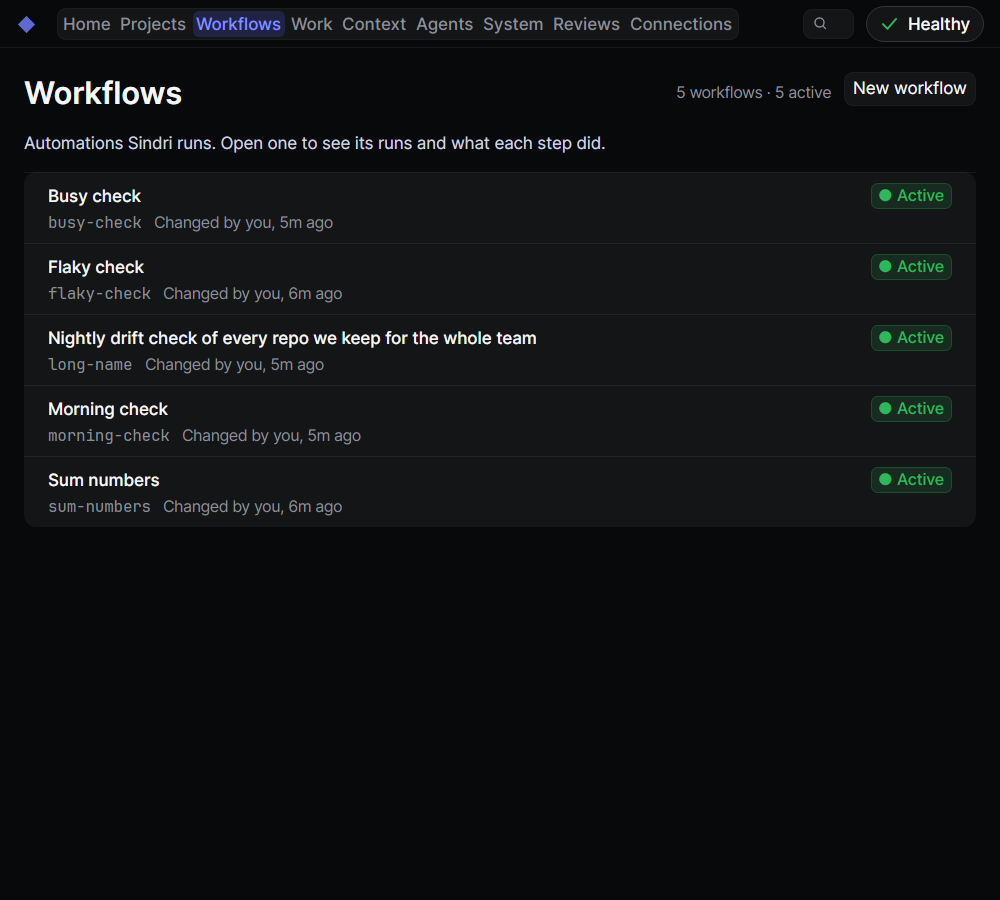 Home Projects Workflows Work Context Agents System Reviews Connections Healthy
Workflows
5 workflows · 5 active New workflow
Automations Sindri runs. Open one to see its runs and what each step did.
Busy check Active
busy-check Changed by you, 5m ago
Flaky check Active
flaky-check Changed by you, 6m ago
Nightly drift check of every repo we keep for the whole team Active
long-name Changed by you, 5m ago
Morning check Active
morning-check Changed by you, 5m ago
Sum numbers Active
sum-numbers Changed by you, 6m ago